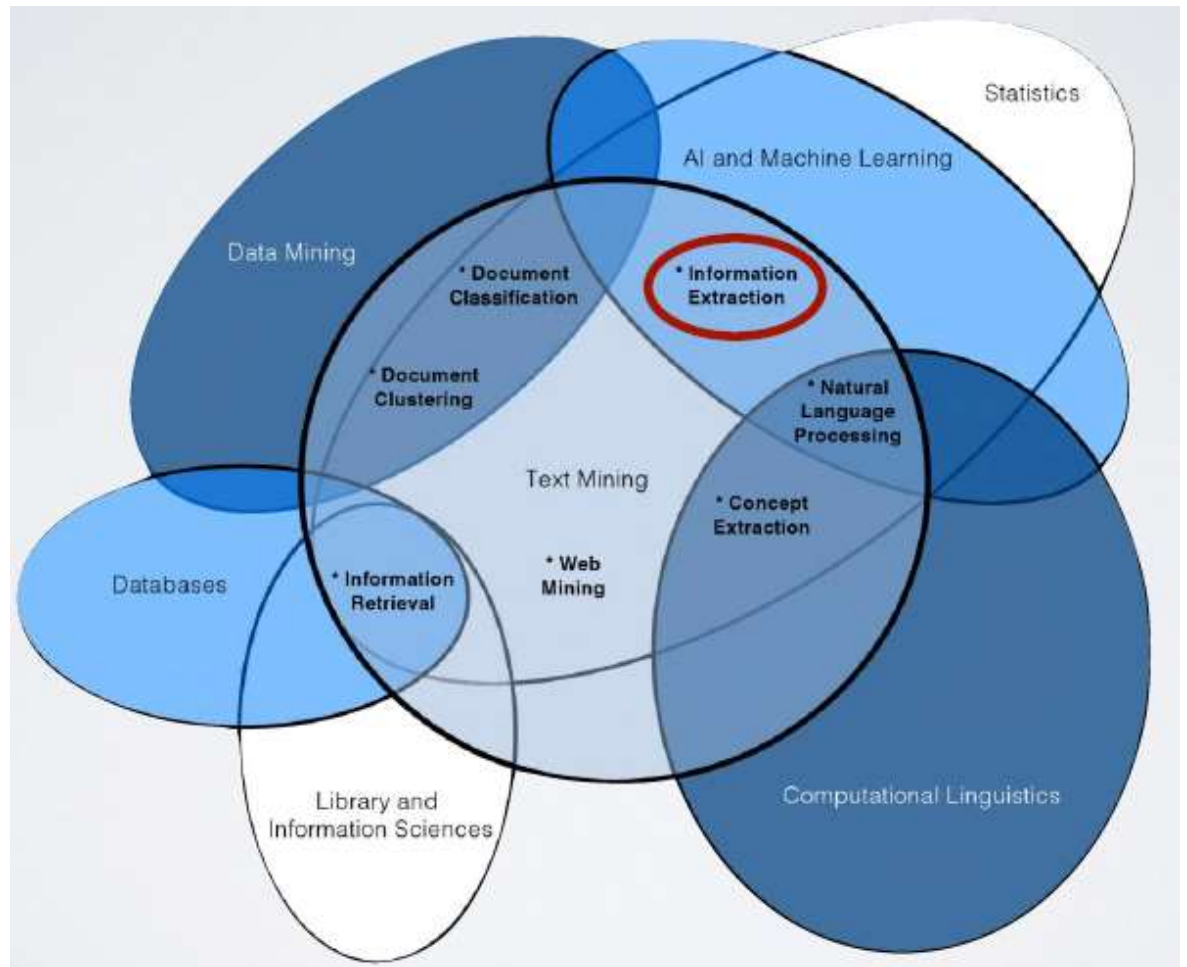 Statistics
AI and Machine Learning
Data Mining
* Document
Classification
* Information
Extraction
* Document
Clustering
* Natural
Language
Processing
Text Mining
* Concept
Extraction
* Web
Mining
Databases
* Information
Retrieval
Library and
Information Sciences
Computational Linguistics